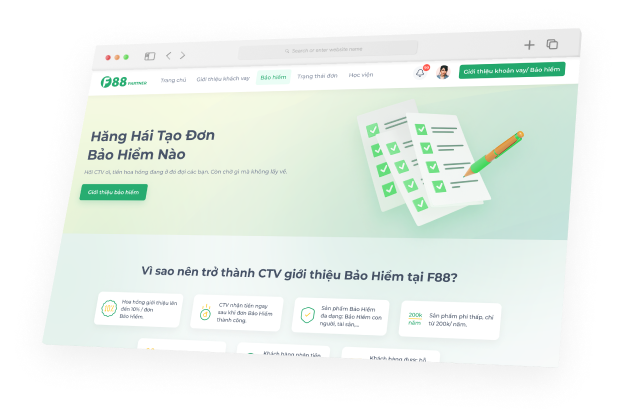 Search or enter website name
F88 PARTNER
Trang chủ
Giới thiệu khách vay
Bảo hiểm
Trạng thái đơn
Học viện
Giới thiệu khoản vay/ Bảo hiểm
Hăng Hái Tạo Đơn
Bảo Hiểm Nào
Hỡi CTV ơi, tiền hoa hồng đang ở đó đợi các bạn. Còn chờ gì mà không lấy về.
Giới thiệu bảo hiểm
Vì sao nên trở thành CTV giới thiệu Bảo Hiểm tại F88?
10%
Hoa hồng giới thiệu lên
đến 10% / đơn
Bảo Hiểm.
CTV nhận tiền ngay
sau khi đơn Bảo Hiểm
thành công.
Sản phẩm Bảo Hiểm
đa dạng: Bảo Hiểm con
người, tài sản,...
200k
năm
Sản phẩm phí thấp, chỉ
từ 200k/ năm.
Khách hàng nhận tiền
Khách hàng được hỗ